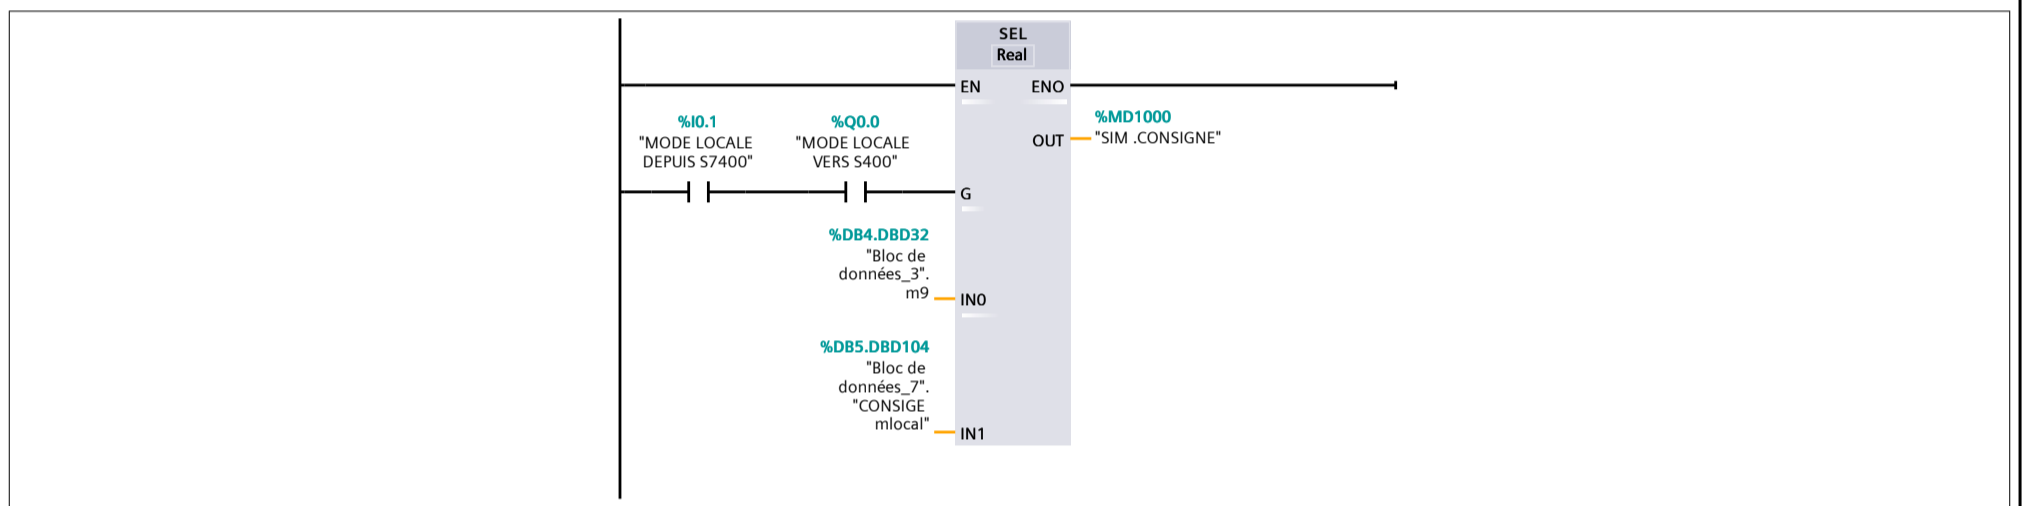 SEL
Real
EN
ENO
%I0.1
"MODE LOCALE
DEPUIS S7400"
%Q0.0
"MODE LOCALE
VERS S400"
%MD1000
"SIM .CONSIGNE"
OUT
G
%DB4.DBD32
"Bloc de
données_3".
m9
IN0
%DB5.DBD104
"Bloc de
données_7".
"CONSIGE
mlocal"
IN1